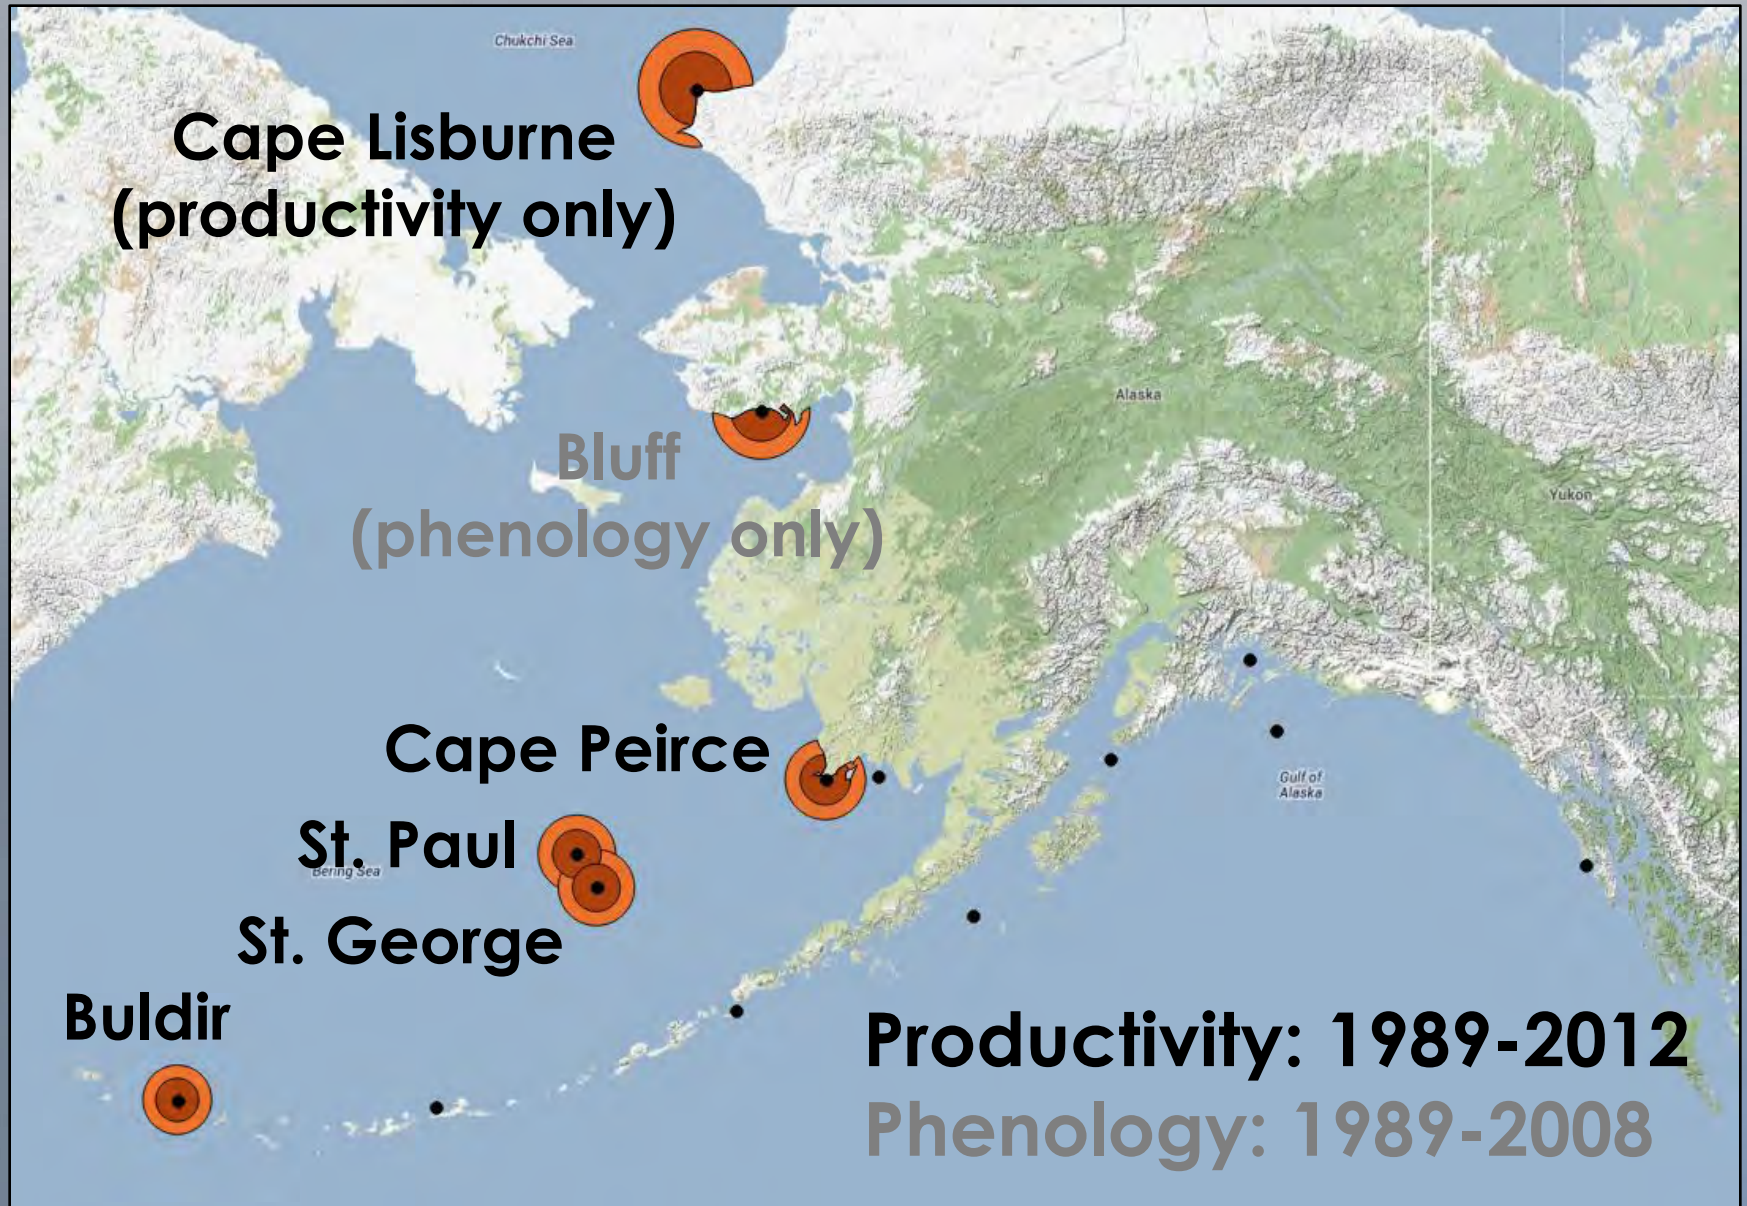 Chukchi Sea
Cape Lisburne
(productivity only)
Alaska
Bluff
(phenology only)
Yukon
Cape Peirce
Gulf of
Alaska
St. Paul
Bering Sea
St. George
Buldir
Productivity: 1989-2012
Phenology: 1989-2008